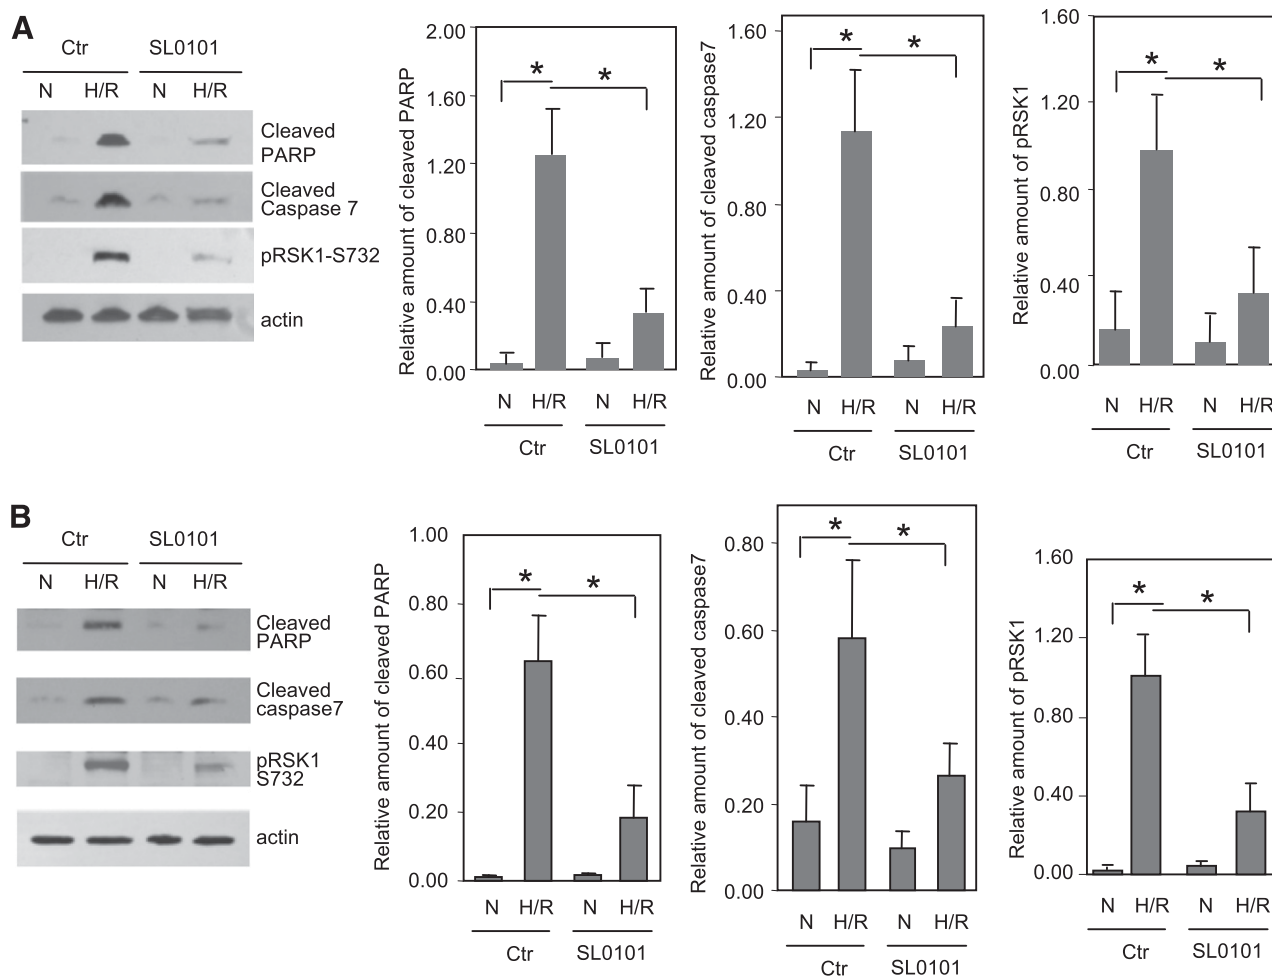 A
Ctr SL0101
N H/R N H/R
Cleaved
PARP
Cleaved
Caspase 7
pRSK1-S732
actin
Relative amount of cleaved PARP
2.00
1.60
1.20
0.80
0.40
0.00
N H/R N H/R
Ctr SL0101
* *
Relative amount of cleaved caspase7
1.60
1.20
0.80
0.40
0.00
N H/R N H/R
Ctr SL0101
* *
Relative amount of pRSK1
1.60
1.20
0.80
0.40
0.00
N H/R N H/R
Ctr SL0101
* *
B
Ctr SL0101
N H/R N H/R
Cleaved
PARP
Cleaved
caspase7
pRSK1
S732
actin
Relative amount of cleaved PARP
1.00
0.80
0.60
0.40
0.20
0.00
N H/R N H/R
Ctr SL0101
* *
Relative amount of cleaved caspase7
0.80
0.60
0.40
0.20
0.00
N H/R N H/R
Ctr SL0101
* *
Relative amount of pRSK1
1.60
1.20
0.80
0.40
0.00
N H/R N H/R
Ctr SL0101
* *